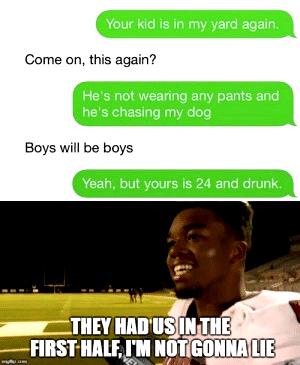 Your kid is in my yard again.
Come on, this again?
He's not wearing any pants and
he's chasing my dog
Boys will be boys
Yeah, but yours is 24 and drunk.
THEY HAD US IN THE
FIRST HALF, I'M NOT GONNA LIE
imgflip.com